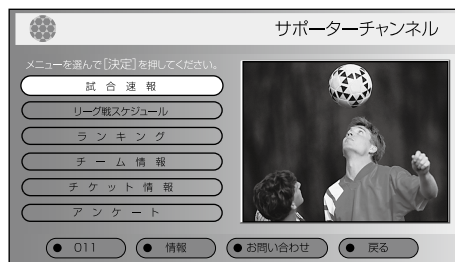 サポーターチャンネル
メニューを選んで[決定]を押してください。
試合速報
リーグ戦スケジュール
ランキング
チーム情報
チケット情報
アンケート
011 情報 お問い合わせ 戻る